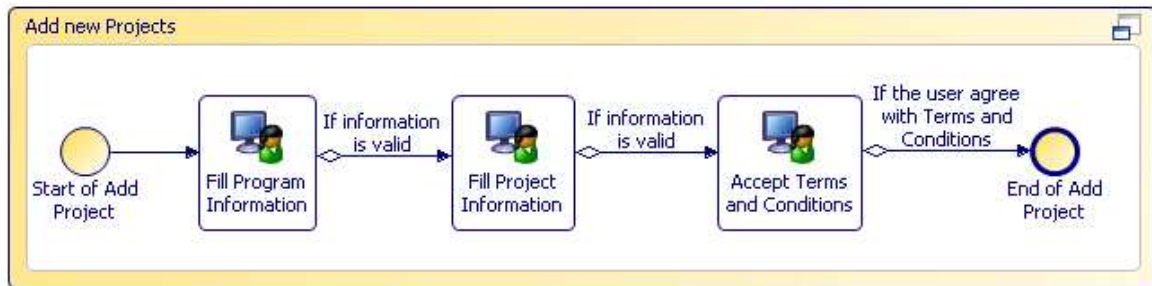 Add new Projects
Start of Add
Project
Fill Program
Information
If information
is valid
Fill Project
Information
If information
is valid
Accept Terms
and Conditions
If the user agree
with Terms and
Conditions
End of Add
Project